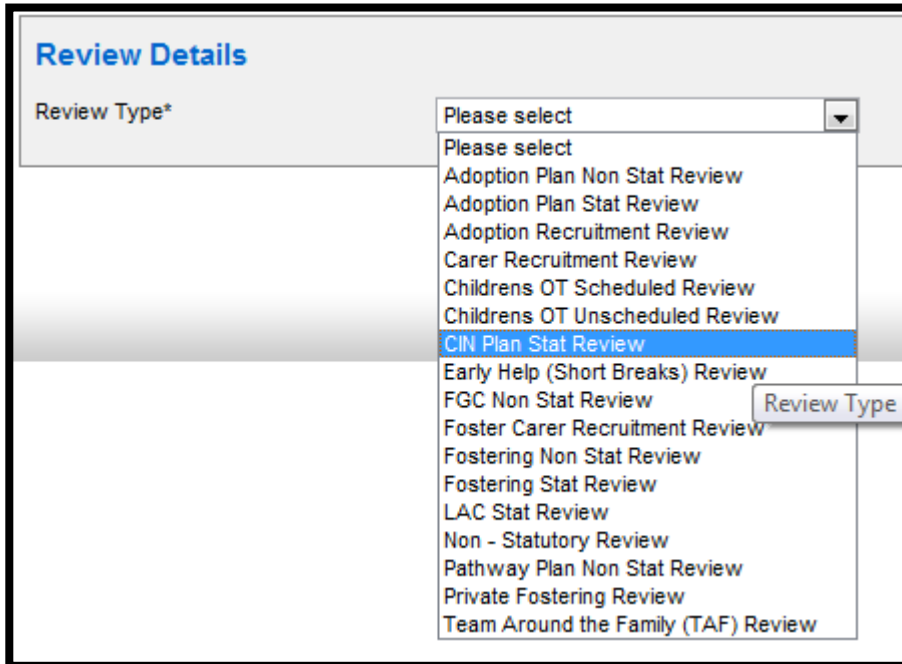 Review Details
Review Type*
Please select
Please select
Adoption Plan Non Stat Review
Adoption Plan Stat Review
Adoption Recruitment Review
Carer Recruitment Review
Childrens OT Scheduled Review
Childrens OT Unscheduled Review
CIN Plan Stat Review
Early Help (Short Breaks) Review
FGC Non Stat Review
Review Type
Foster Carer Recruitment Review
Fostering Non Stat Review
Fostering Stat Review
LAC Stat Review
Non - Statutory Review
Pathway Plan Non Stat Review
Private Fostering Review
Team Around the Family (TAF) Review